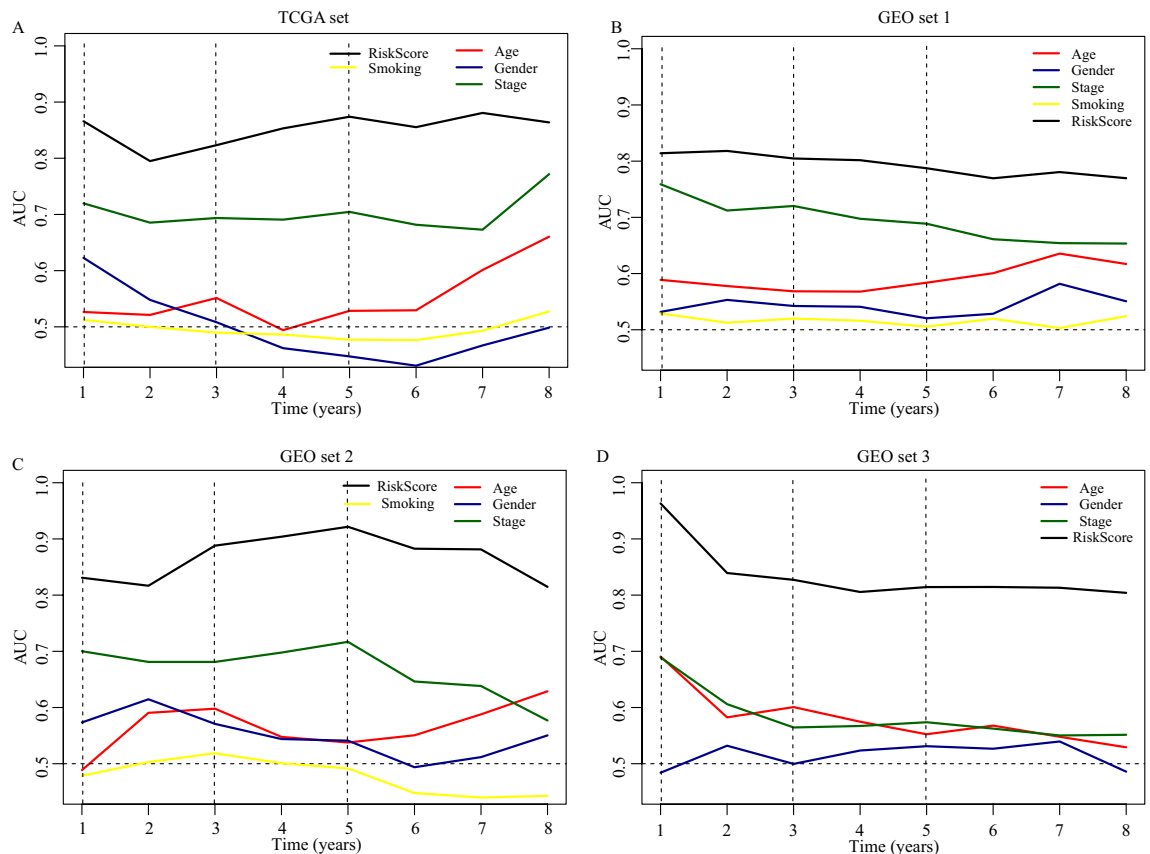 A
TCGA set
RiskScore
Smoking
Age
Gender
Stage
AUC
1.0
0.9
0.8
0.7
0.6
0.5
1 2 3 4 5 6 7 8
Time (years)
B
GEO set 1
Age
Gender
Stage
Smoking
RiskScore
AUC
1.0
0.9
0.8
0.7
0.6
0.5
1 2 3 4 5 6 7 8
Time (years)
C
GEO set 2
RiskScore
Smoking
Age
Gender
Stage
AUC
1.0
0.9
0.8
0.7
0.6
0.5
1 2 3 4 5 6 7 8
Time (years)
D
GEO set 3
Age
Gender
Stage
RiskScore
AUC
1.0
0.9
0.8
0.7
0.6
0.5
1 2 3 4 5 6 7 8
Time (years)